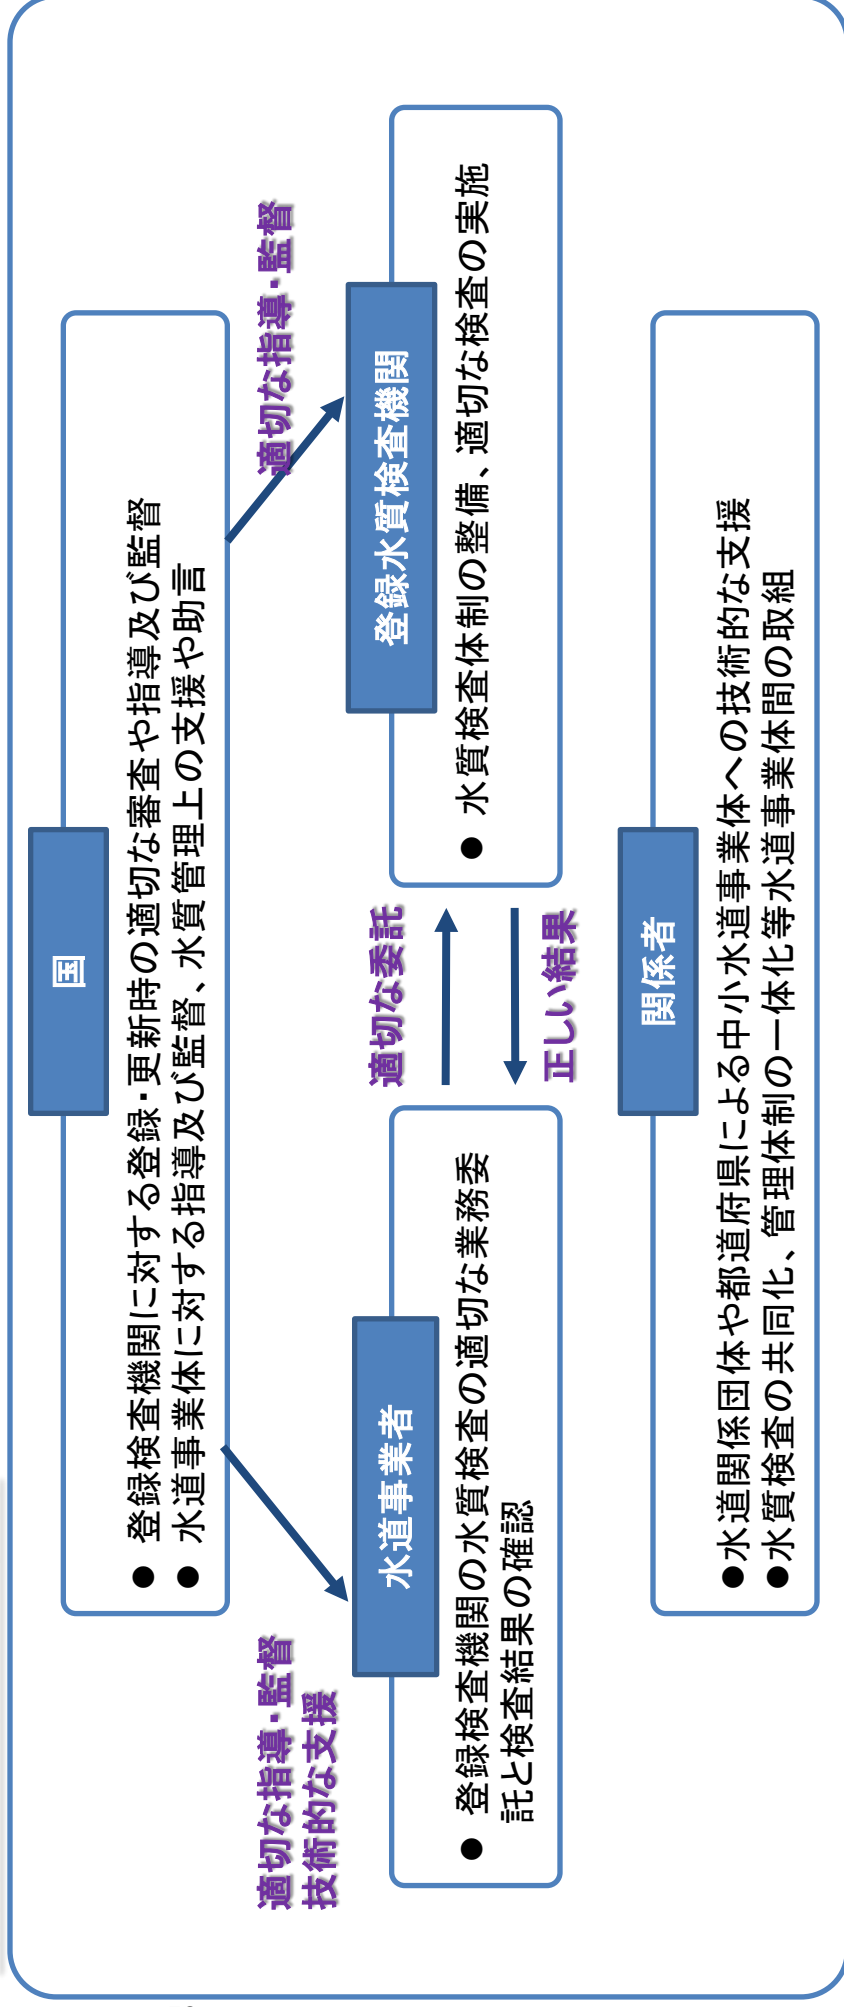 国
● 登録検査機関に対する登録・更新時の適切な審査や指導及び監督
● 水道事業体に対する指導及び監督、水質管理上の支援や助言
適切な指導・監督
技術的な支援
適切な指導・監督
水道事業者
● 登録検査機関の水質検査の適切な業務委
託と検査結果の確認
適切な委託
正しい結果
登録水質検査機関
● 水質検査体制の整備、適切な検査の実施
関係者
●水道関係団体や都道府県による中小水道事業体への技術的な支援
●水質検査の共同化、管理体制の一体化等水道事業体間の取組